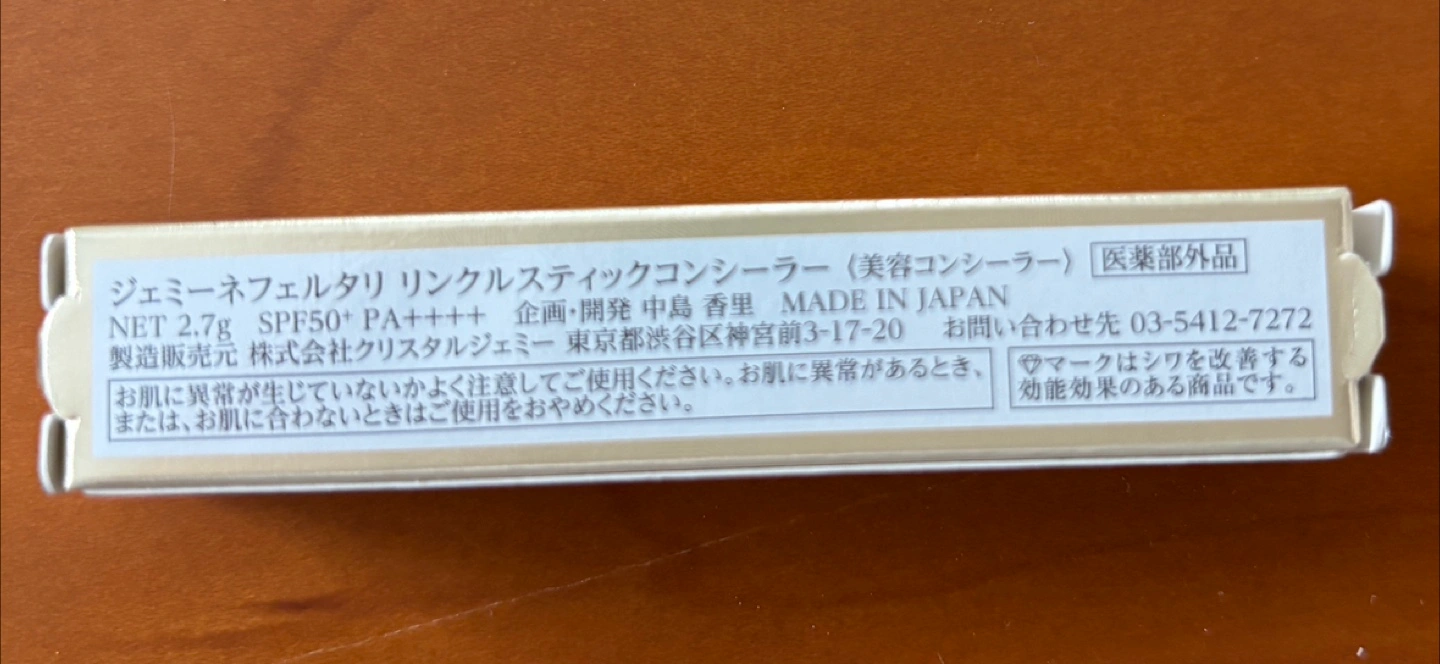 ジェミーネフェルタリ リンクルスティックコンシーラー〈美容コンシーラー〉 医薬部外品
NET 2.7g SPF50⁺ PA++++ 企画・開発 中島 香里 MADE IN JAPAN
製造販売元 株式会社クリスタルジェミー 東京都渋谷区神宮前3-17-20 お問い合わせ先 03-5412-7272
お肌に異常が生じていないかよく注意してご使用ください。お肌に異常があるとき、
または、お肌に合わないときはご使用をおやめください。
マークはシワを改善する
効能効果のある商品です。